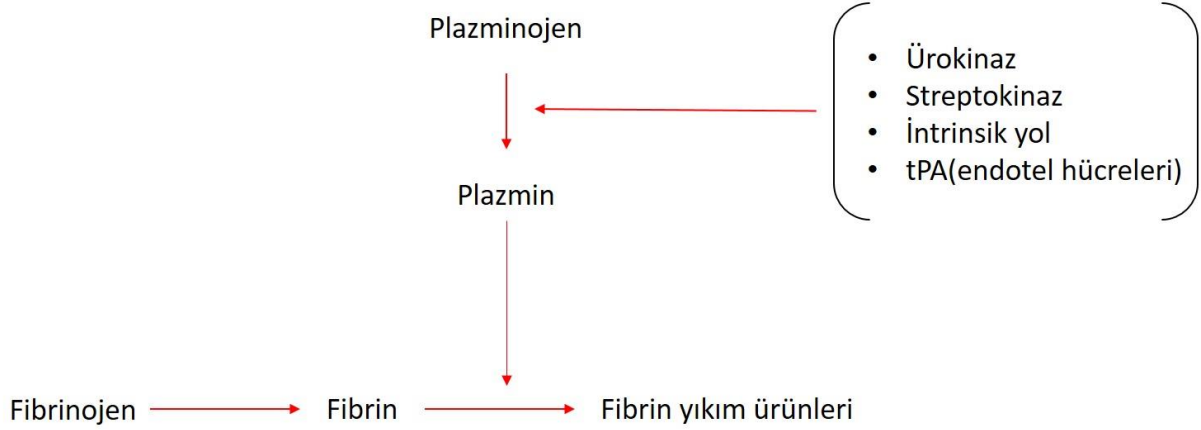 Plazminojen
• Ürokinaz
• Streptokinaz
• İntrinsik yol
• tPA(endotel hücreleri)
Plazmin
Fibrinojen
Fibrin
Fibrin yıkım ürünleri